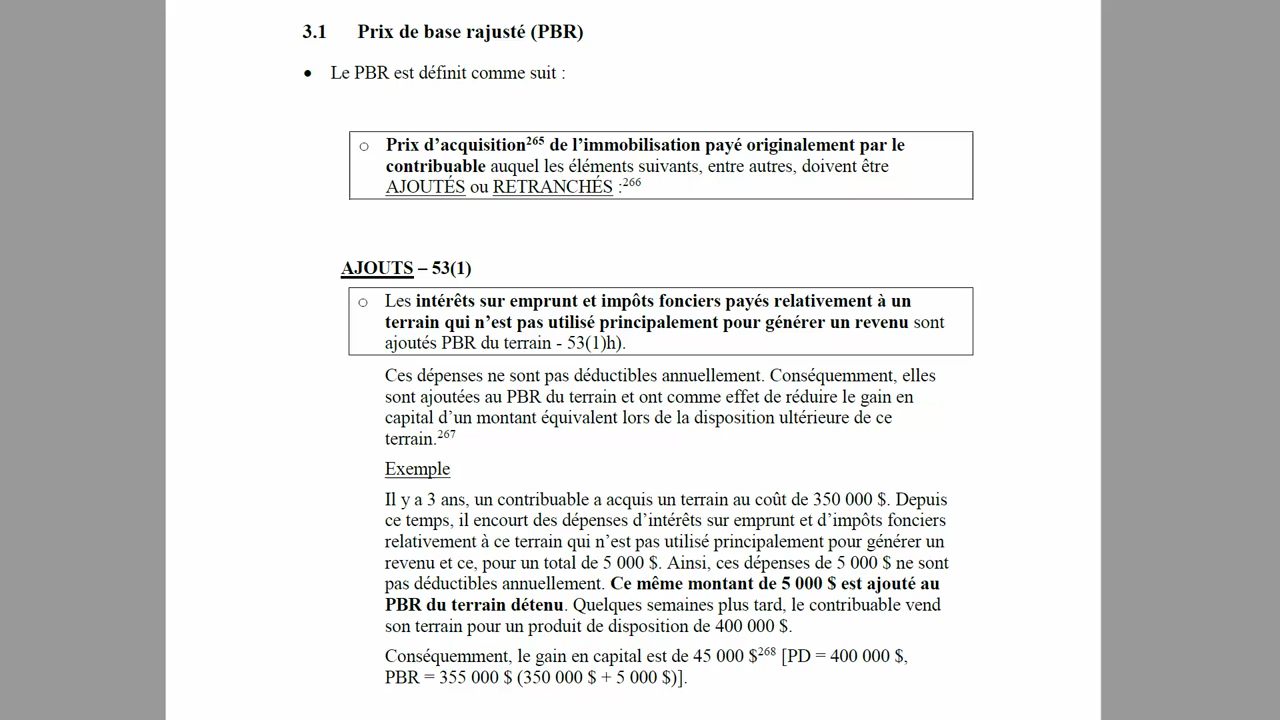 3.1 Prix de base rajusté (PBR)
• Le PBR est définit comme suit :
○ Prix d'acquisition265 de l'immobilisation payé originalement par le
contribuable auquel les éléments suivants, entre autres, doivent être
AJOUTÉS ou RETRANCHÉS :266
AJOUTS – 53(1)
○ Les intérêts sur emprunt et impôts fonciers payés relativement à un
terrain qui n'est pas utilisé principalement pour générer un revenu sont
ajoutés PBR du terrain - 53(1)h).
Ces dépenses ne sont pas déductibles annuellement. Conséquemment, elles
sont ajoutées au PBR du terrain et ont comme effet de réduire le gain en
capital d'un montant équivalent lors de la disposition ultérieure de ce
terrain.267
Exemple
Il y a 3 ans, un contribuable a acquis un terrain au coût de 350 000 $. Depuis
ce temps, il encourt des dépenses d'intérêts sur emprunt et d'impôts fonciers
relativement à ce terrain qui n'est pas utilisé principalement pour générer un
revenu et ce, pour un total de 5 000 $. Ainsi, ces dépenses de 5 000 $ ne sont
pas déductibles annuellement. Ce même montant de 5 000 $ est ajouté au
PBR du terrain détenu. Quelques semaines plus tard, le contribuable vend
son terrain pour un produit de disposition de 400 000 $.
Conséquemment, le gain en capital est de 45 000 $268 [PD = 400 000 $,
PBR = 355 000 $ (350 000 $ + 5 000 $)].